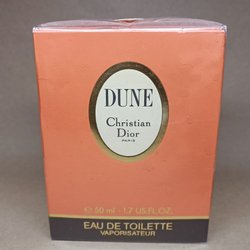 DUNE
Christian
Dior
PARIS
℮ 50 ml - 1.7 US.FL.OZ.
EAU DE TOILETTE
VAPORISATEUR